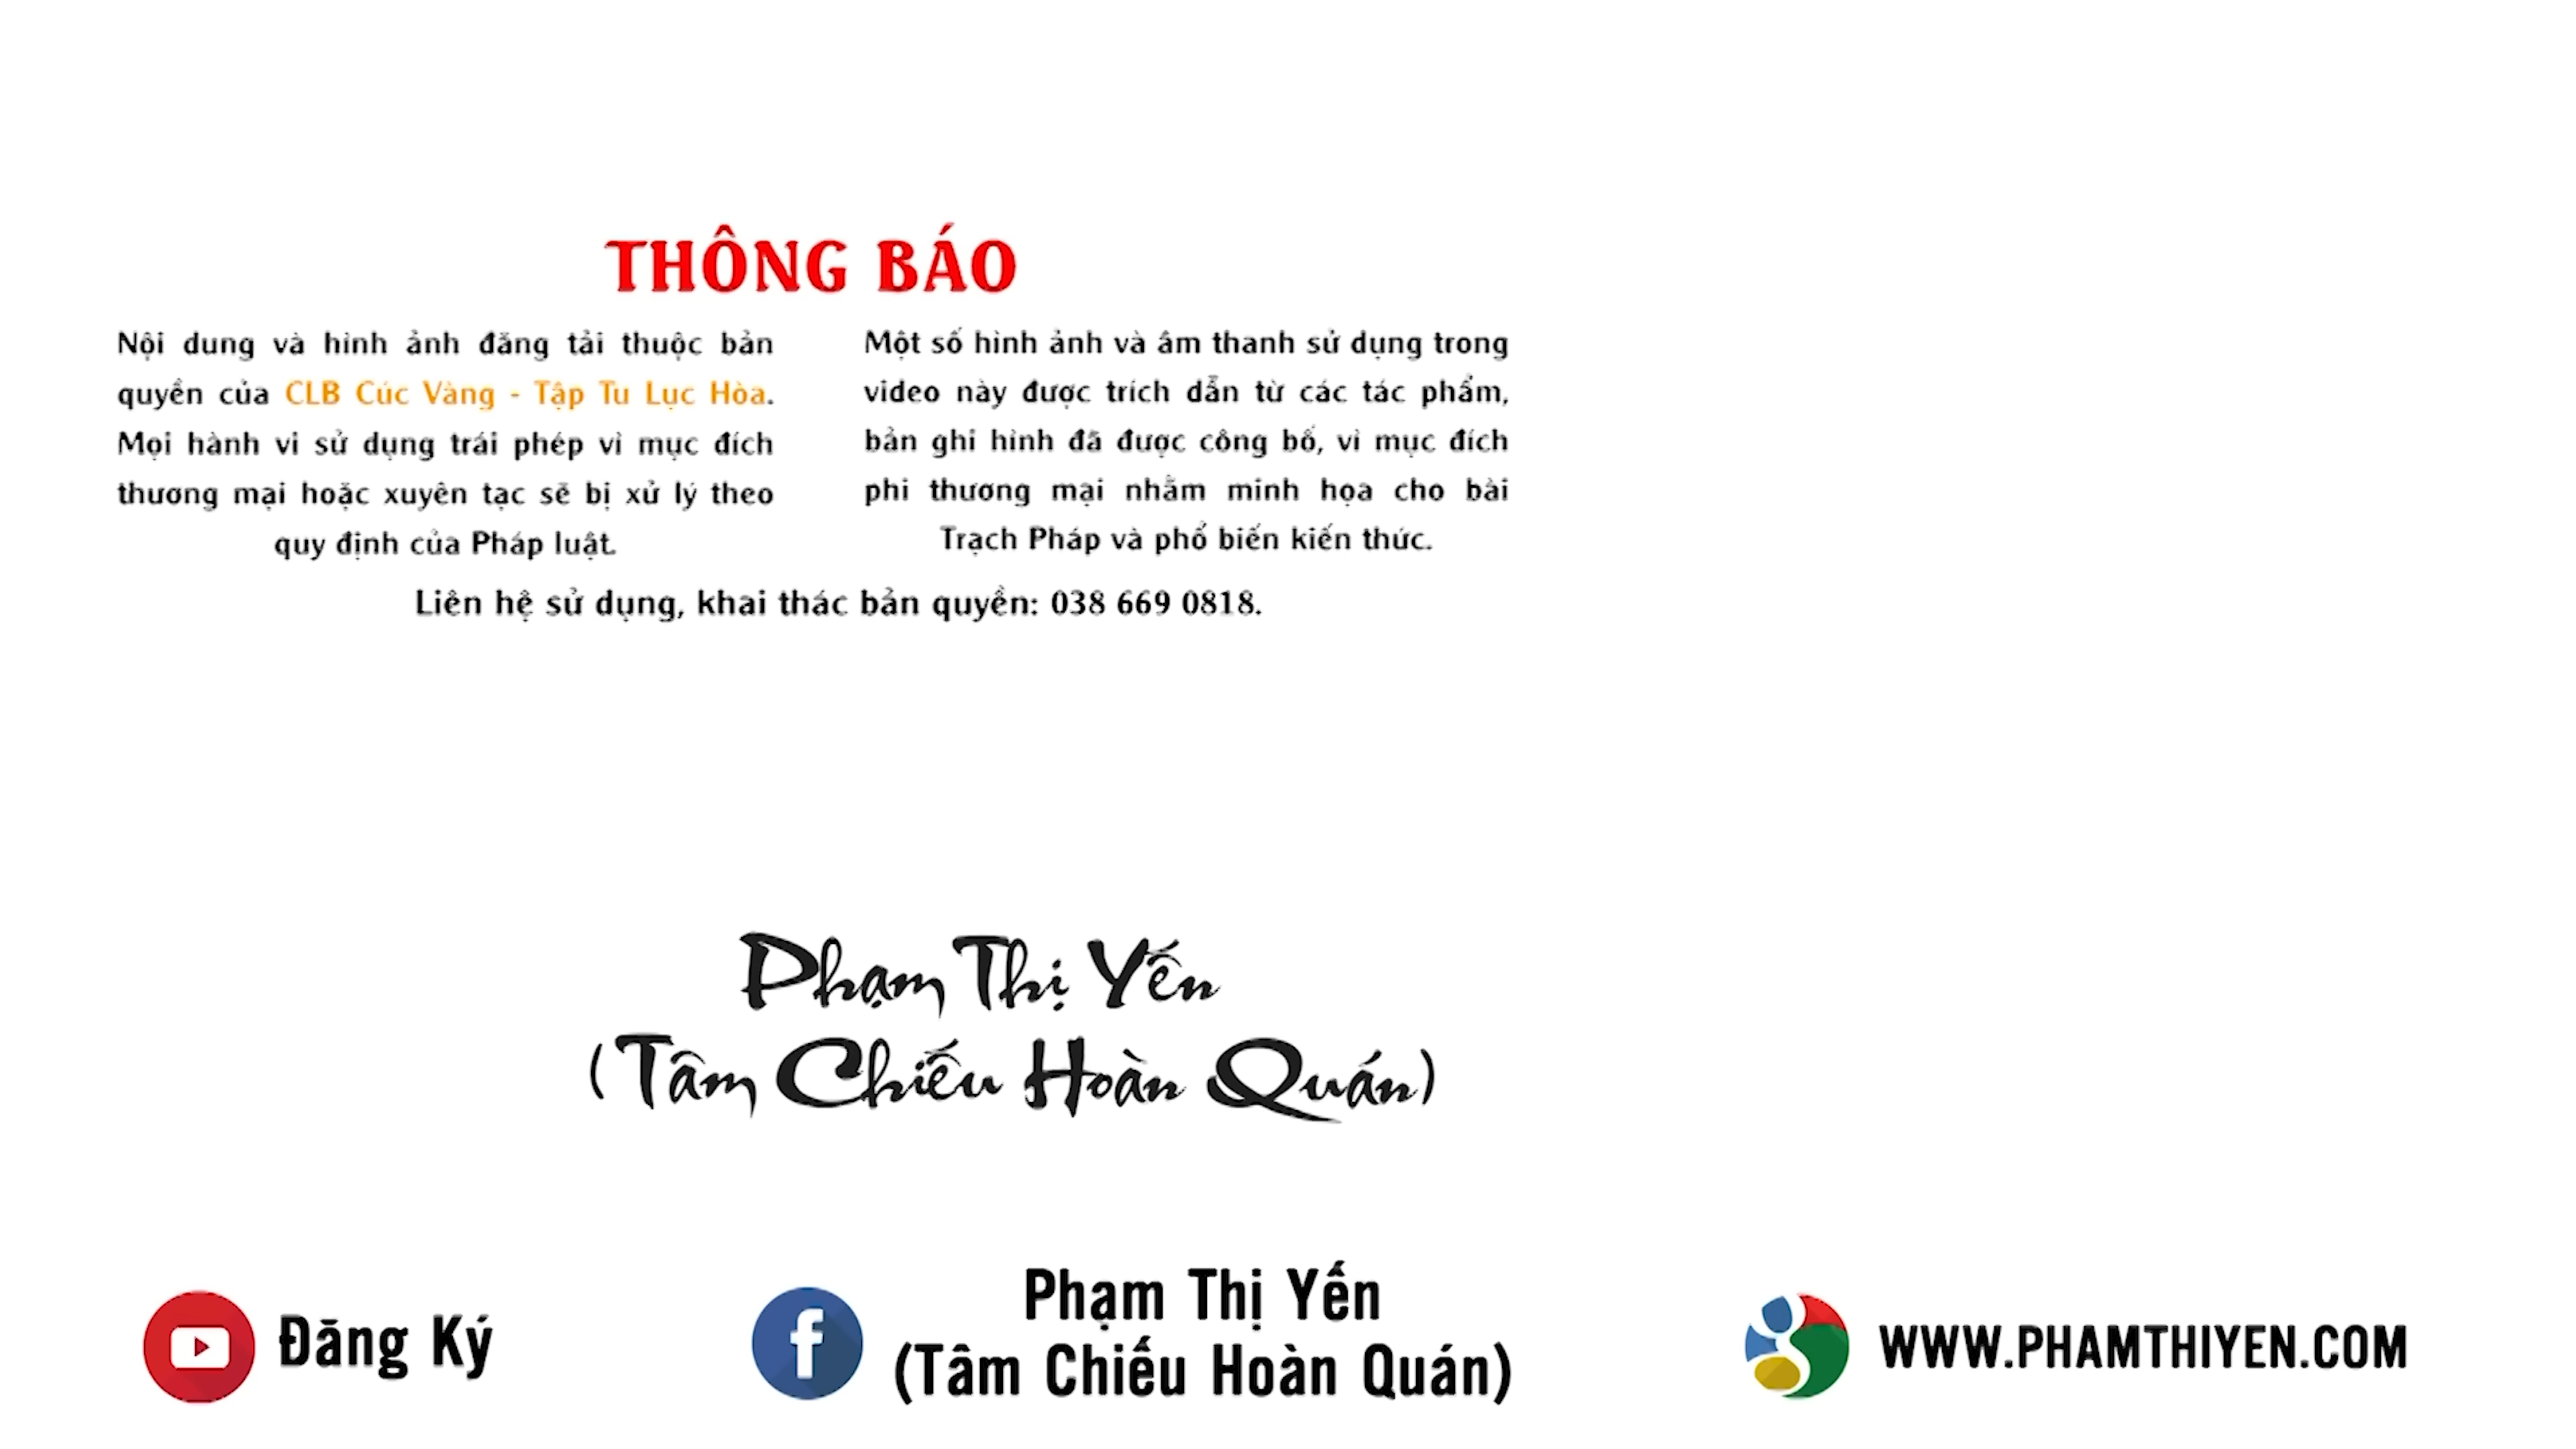 THÔNG BÁO
Nội dung và hình ảnh đăng tải thuộc bản
quyền của CLB Cúc Vàng - Tập Tu Lục Hòa.
Mọi hành vi sử dụng trái phép vì mục đích
thương mại hoặc xuyên tạc sẽ bị xử lý theo
quy định của Pháp luật.
Một số hình ảnh và âm thanh sử dụng trong
video này được trích dẫn từ các tác phẩm,
bản ghi hình đã được công bố, vì mục đích
phi thương mại nhằm minh họa cho bài
Trạch Pháp và phổ biến kiến thức.
Liên hệ sử dụng, khai thác bản quyền: 038 669 0818.
Phạm Thị Yến
(Tâm Chiếu Hoàn Quán)
Đăng Ký
Phạm Thị Yến
(Tâm Chiếu Hoàn Quán)
WWW.PHAMTHIYEN.COM